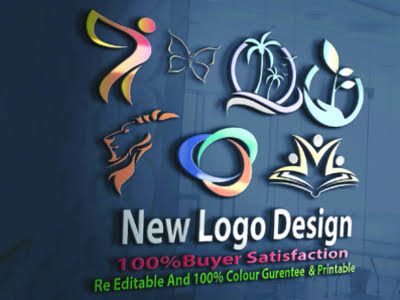 New Logo Design
100%Buyer Satisfaction
Re Editable And 100% Colour Gurentee & Printable